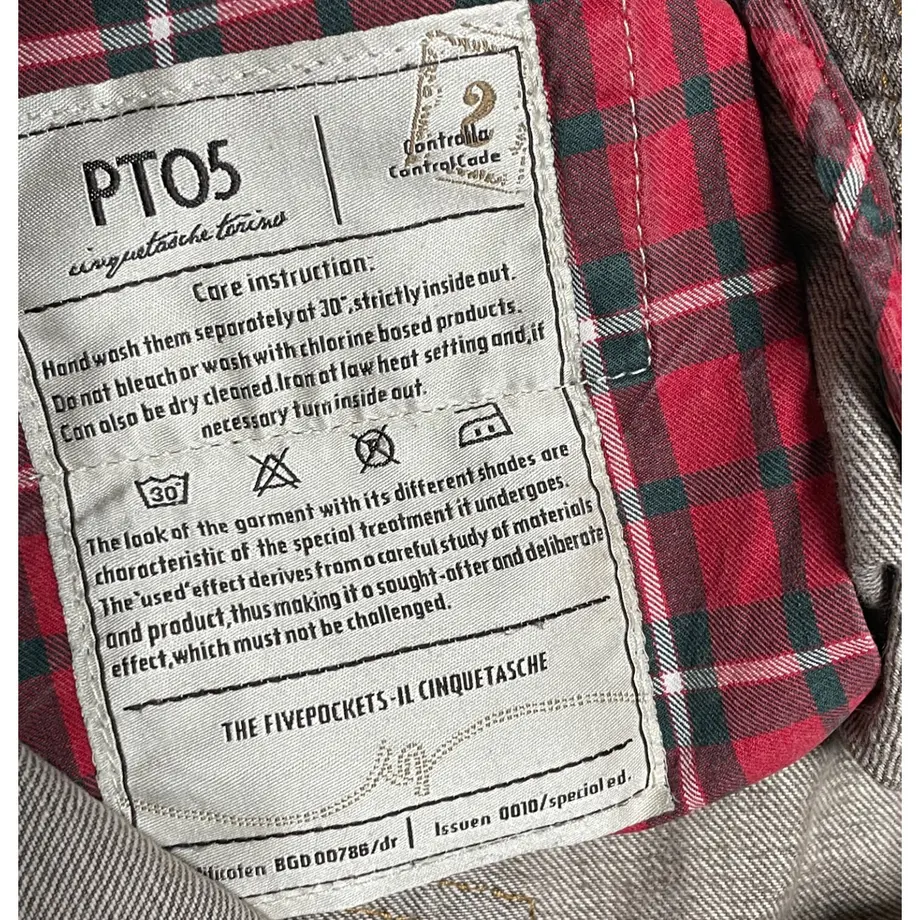 2
Controlla
ControlCode
PT05
cinquetasche torino
Care instruction:
Hand wash them separately at 30°, strictly inside out.
Do not bleach or wash with chlorine based products.
Can also be dry cleaned. Iron at low heat setting and, if
necessary turn inside out.
30°
The look of the garment with its different shades are
characteristic of the special treatment it undergoes.
The "used" effect derives from a careful study of materials
and product, thus making it a sought-after and deliberate
effect, which must not be challenged.
THE FIVEPOCKETS-IL CINQUETASCHE
BGD 00786/dr | Issuen 0010/special ed.